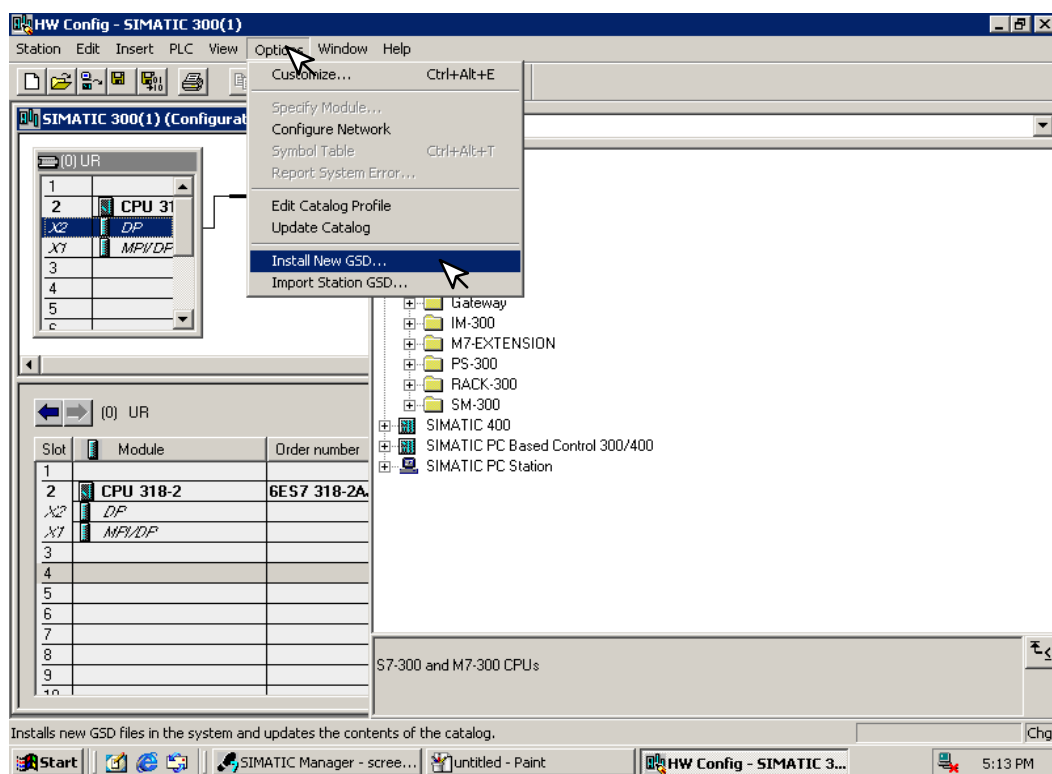 HW Config - SIMATIC 300(1)
Station Edit Insert PLC View Options Window Help
Customize... Ctrl+Alt+E
Specify Module...
Configure Network
Symbol Table Ctrl+Alt+T
Report System Error...
Edit Catalog Profile
Update Catalog
Install New GSD...
Import Station GSD...
SIMATIC 300(1) (Configurat
(0) UR
1
2 CPU 31
X2 DP
X1 MPI/DP
3
4
5
6
Gateway
IM-300
M7-EXTENSION
PS-300
RACK-300
SM-300
SIMATIC 400
SIMATIC PC Based Control 300/400
SIMATIC PC Station
(0) UR
Slot Module Order number
1
2 CPU 318-2 6ES7 318-2A
X2 DP
X1 MPI/DP
3
4
5
6
7
8
9
10
S7-300 and M7-300 CPUs
Installs new GSD files in the system and updates the contents of the catalog.
Chg
Start SIMATIC Manager - scree... untitled - Paint HW Config - SIMATIC 3... 5:13 PM